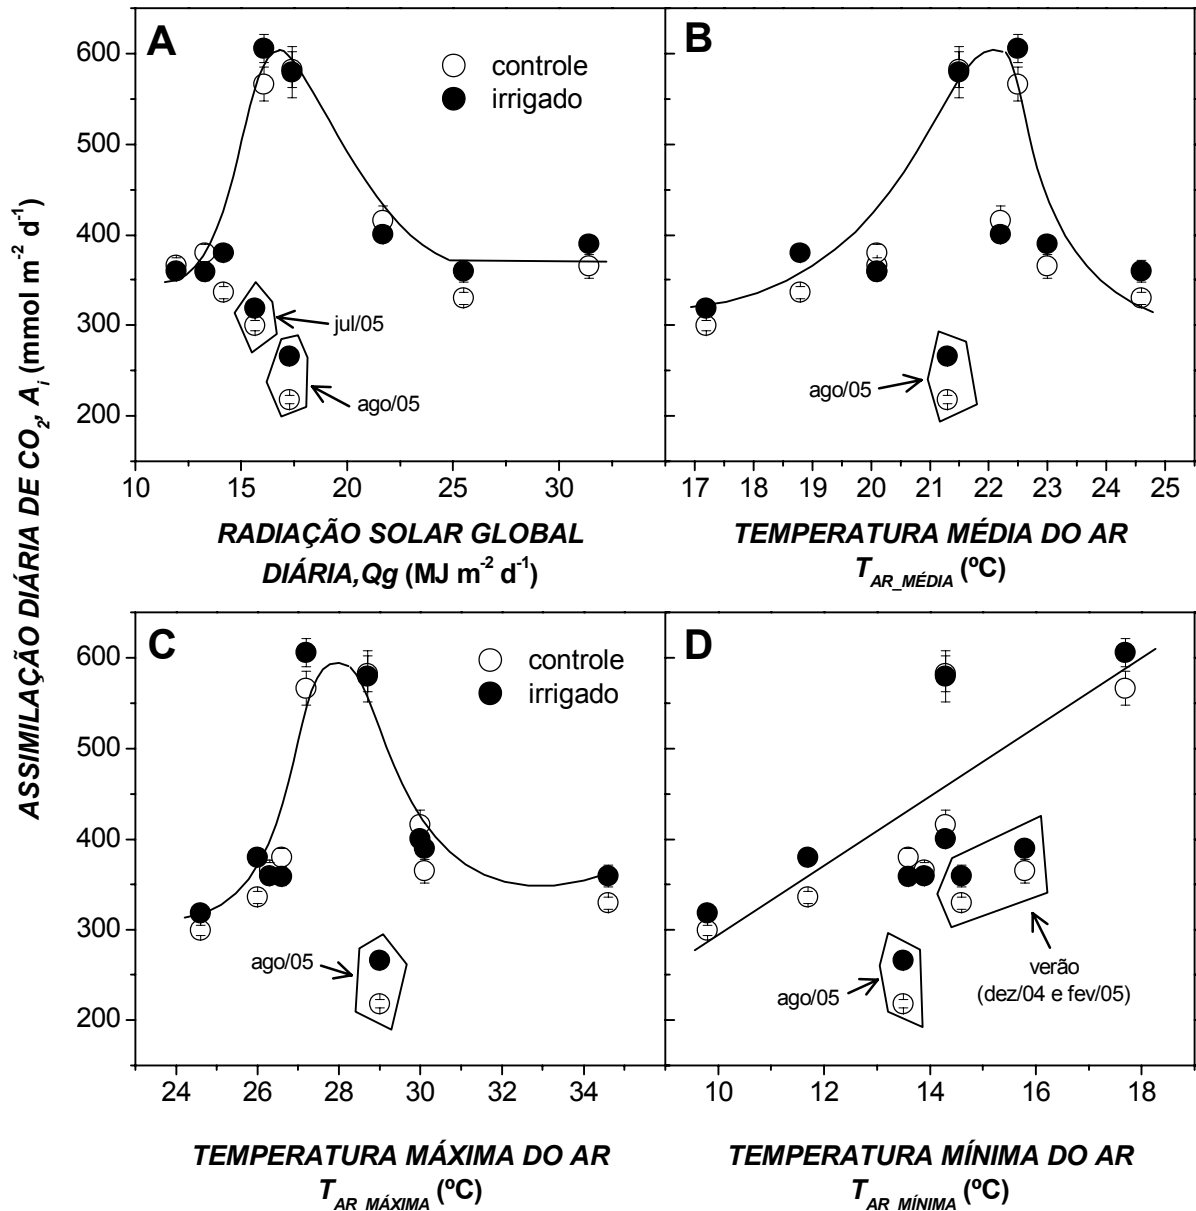 ASSIMILAÇÃO DIÁRIA DE CO2, Ai (mmol m-2 d-1)
A
controle
irrigado
600
500
400
300
200
jul/05
ago/05
10 15 20 25 30
RADIAÇÃO SOLAR GLOBAL
DIÁRIA,Qg (MJ m-2 d-1)
B
ago/05
17 18 19 20 21 22 23 24 25
TEMPERATURA MÉDIA DO AR
TAR_MÉDIA (ºC)
C
controle
irrigado
600
500
400
300
200
ago/05
24 26 28 30 32 34
TEMPERATURA MÁXIMA DO AR
TAR_MÁXIMA (ºC)
D
ago/05
verão
(dez/04 e fev/05)
10 12 14 16 18
TEMPERATURA MÍNIMA DO AR
TAR_MÍNIMA (ºC)